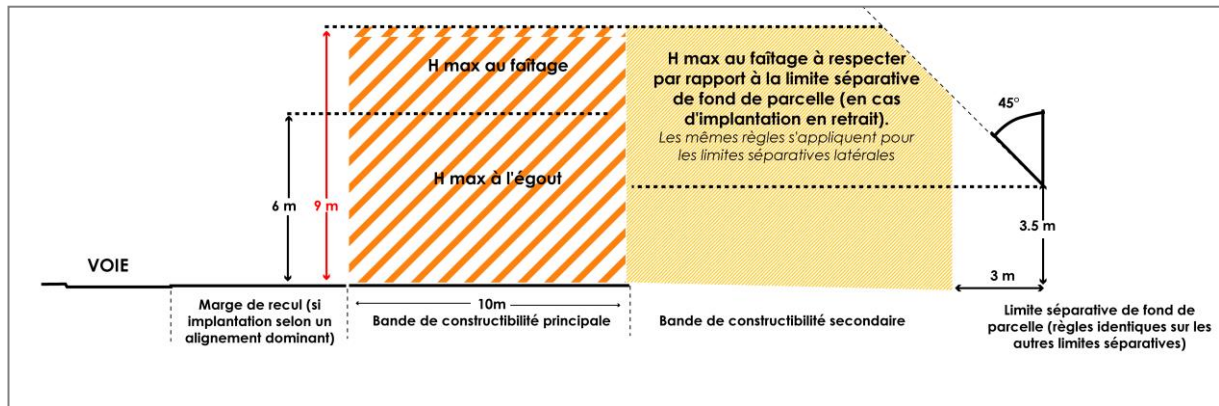 H max au faîtage
H max au faîtage à respecter
par rapport à la limite séparative
de fond de parcelle (en cas
d'implantation en retrait).
Les mêmes règles s'appliquent pour
les limites séparatives latérales
45°
H max à l'égout
6 m
9 m
3.5 m
VOIE
3 m
10m
Marge de recul (si
implantation selon un
alignement dominant)
Bande de constructibilité principale
Bande de constructibilité secondaire
Limite séparative de fond de
parcelle (règles identiques sur les
autres limites séparatives)